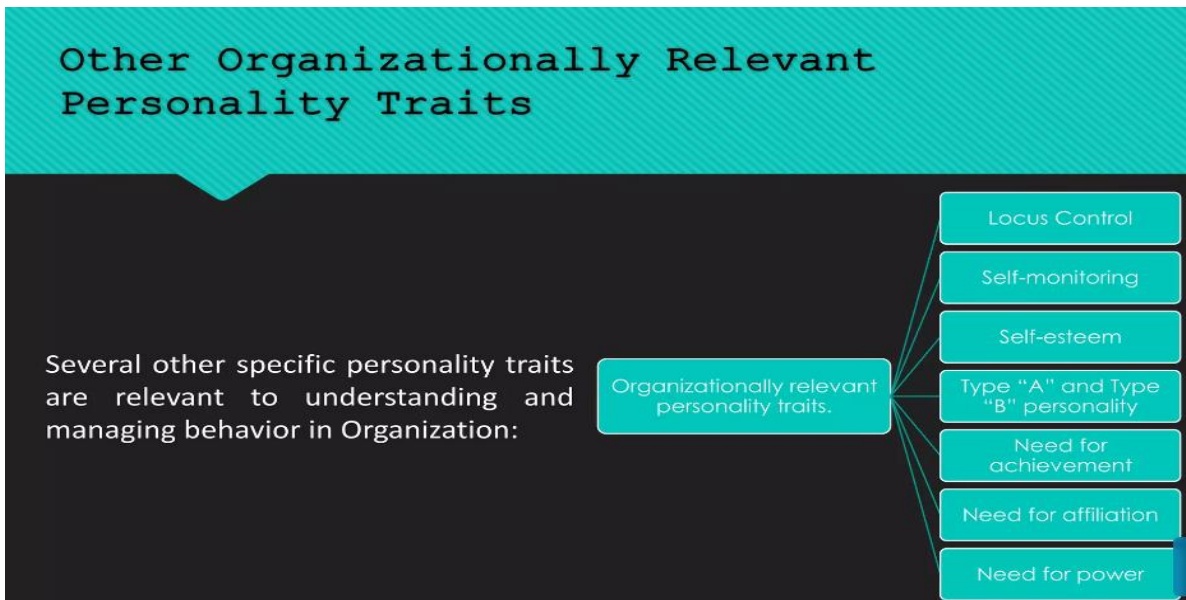 Other Organizationally Relevant
Personality Traits
Several other specific personality traits
are relevant to understanding and
managing behavior in Organization:
Organizationally relevant
personality traits.
Locus Control
Self-monitoring
Self-esteem
Type “A” and Type
“B” personality
Need for
achievement
Need for affiliation
Need for power